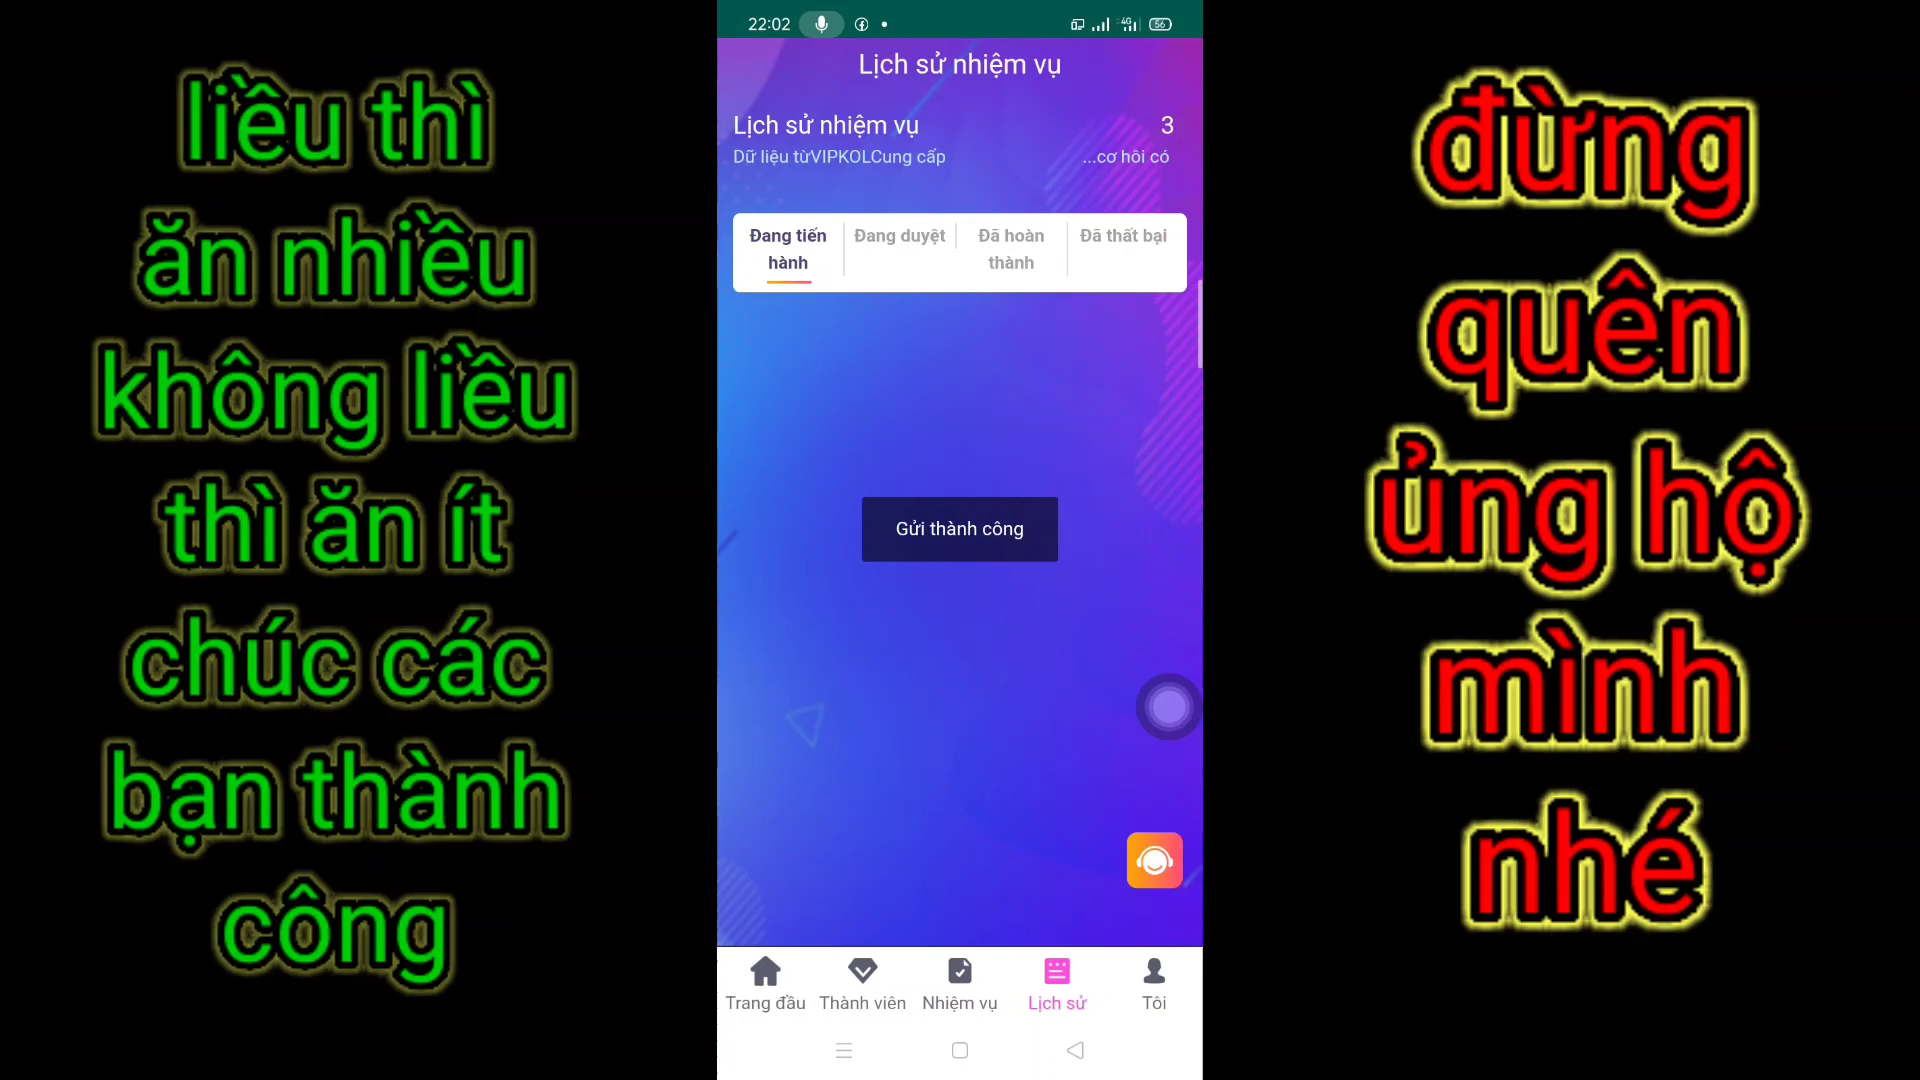 liều thì
ăn nhiều
không liều
thì ăn ít
chúc các
bạn thành
công
22:02
4G
56
Lịch sử nhiệm vụ
Lịch sử nhiệm vụ
3
Dữ liệu từVIPKOLCung cấp
...cơ hôi có
Đang tiến
hành
Đang duyệt
Đã hoàn
thành
Đã thất bại
Gửi thành công
Trang đầu
Thành viên
Nhiệm vụ
Lịch sử
Tôi
đừng
quên
ủng hộ
mình
nhé